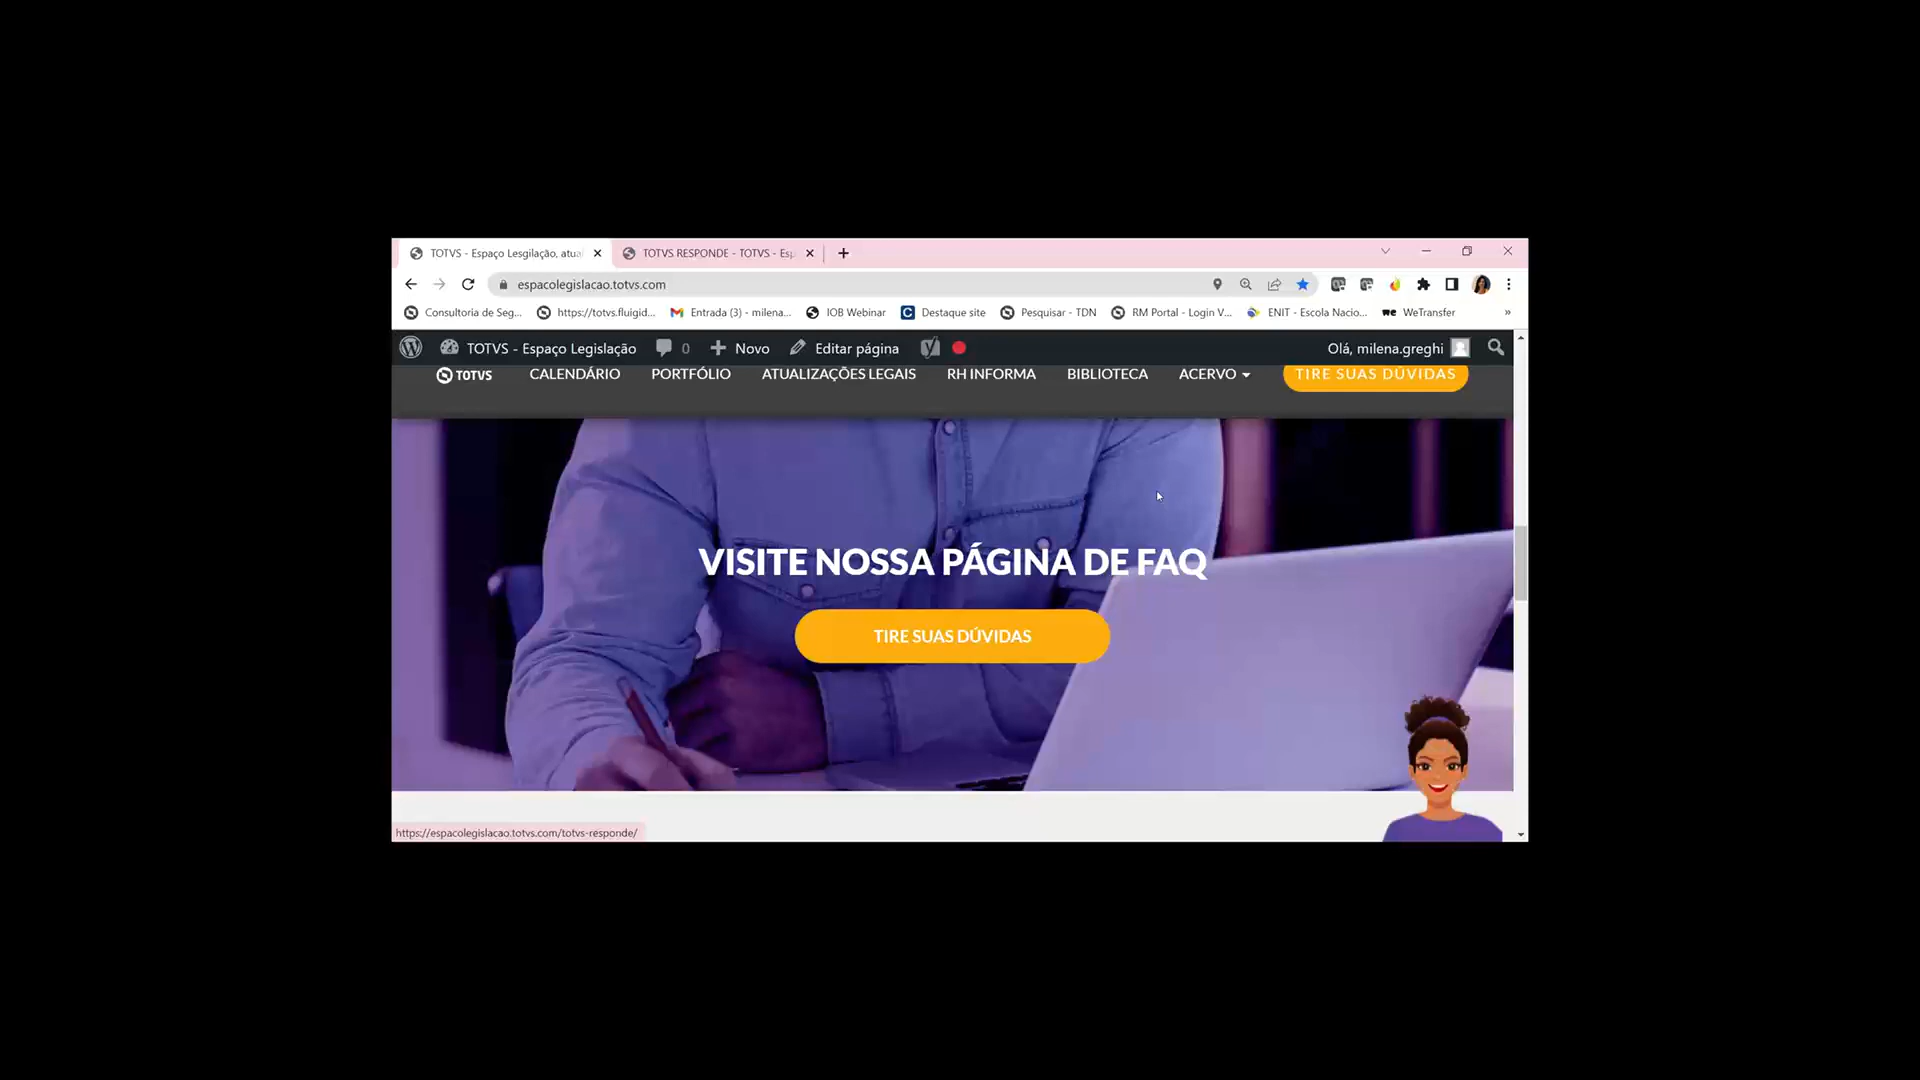 TOTVS - Espaço Lesgilação, atua
TOTVS RESPONDE - TOTVS - Esp
espacolegislacao.totvs.com
Consultoria de Seg...
https://totvs.fluigid...
Entrada (3) - milena...
IOB Webinar
Destaque site
Pesquisar - TDN
RM Portal - Login V...
ENIT - Escola Nacio...
we WeTransfer
»
TOTVS - Espaço Legislação
0
Novo
Editar página
Olá, milena.greghi
TOTVS
CALENDÁRIO
PORTFÓLIO
ATUALIZAÇÕES LEGAIS
RH INFORMA
BIBLIOTECA
ACERVO
TIRE SUAS DÚVIDAS
VISITE NOSSA PÁGINA DE FAQ
TIRE SUAS DÚVIDAS
https://espacolegislacao.totvs.com/totvs-responde/